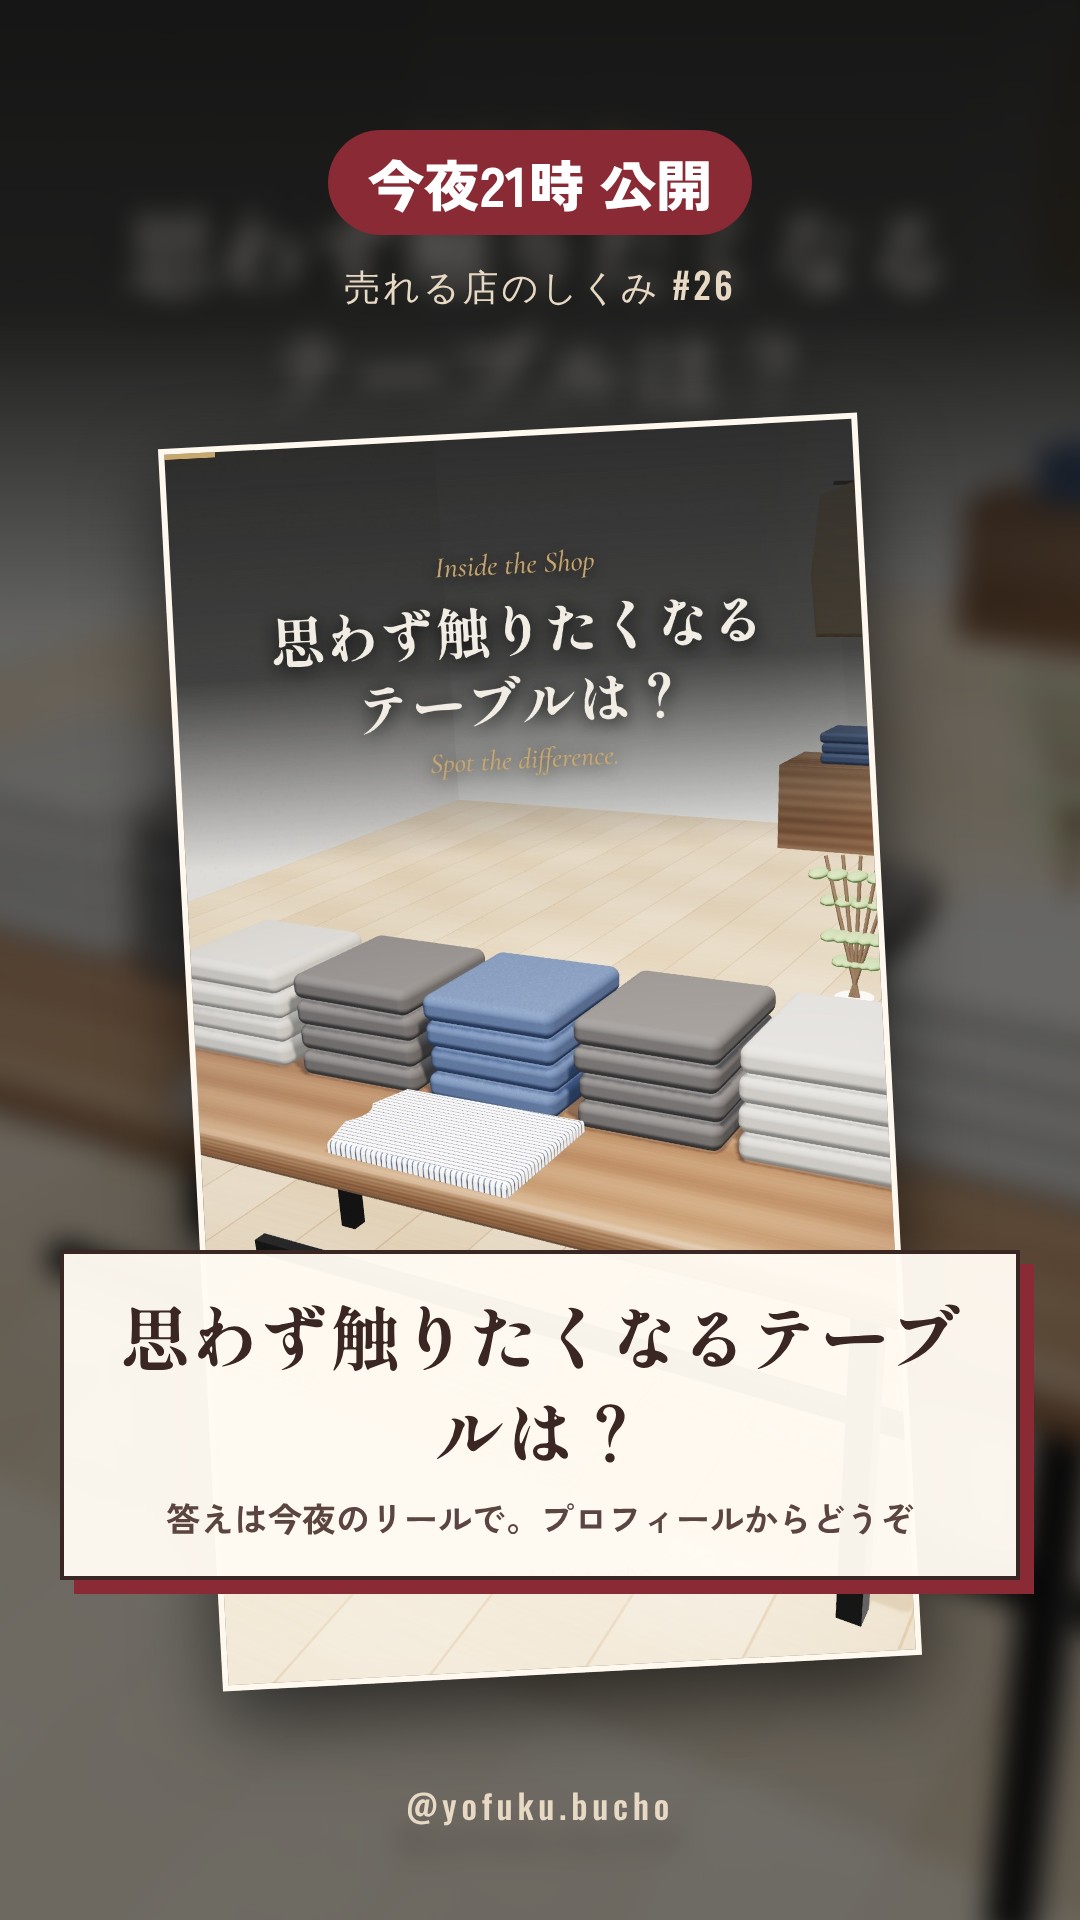 今夜21時 公開
売れる店のしくみ #26
Inside the Shop
思わず触りたくなる
テーブルは？
Spot the difference.
思わず触りたくなるテーブ
ルは？
答えは今夜のリールで。プロフィールからどうぞ
@yofuku.bucho